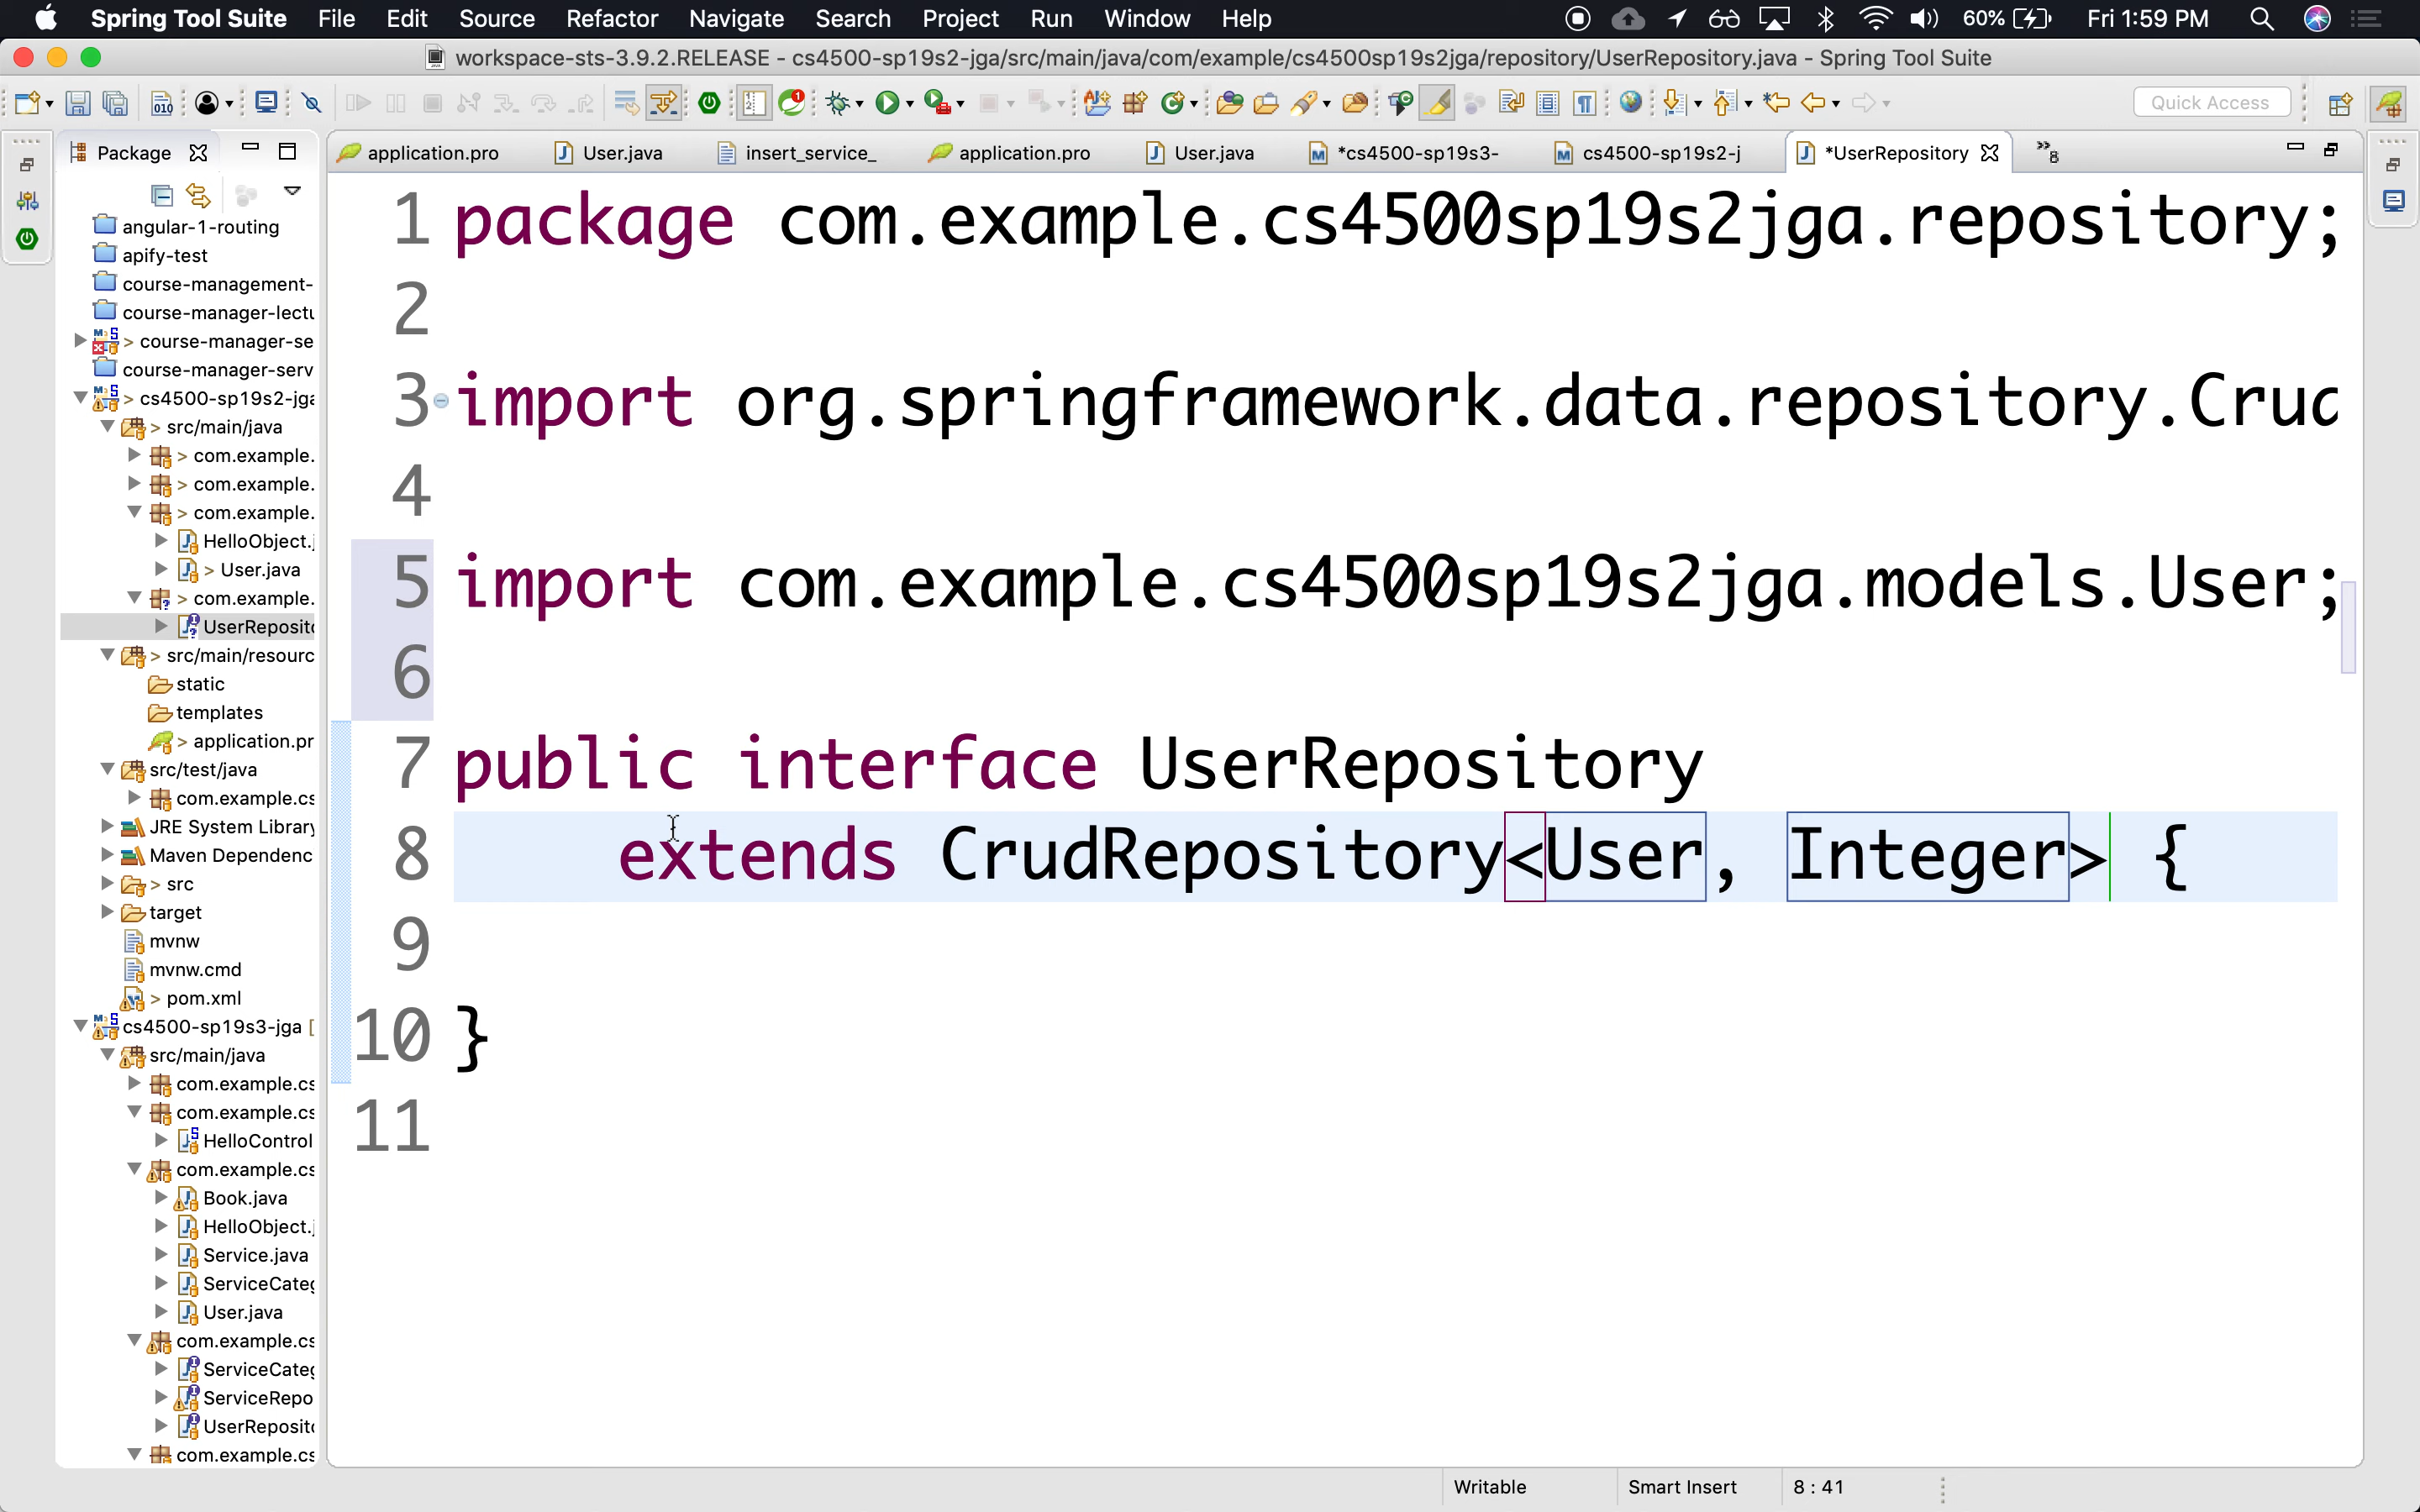 Spring Tool Suite File Edit Source Refactor Navigate Search Project Run Window Help 60% Fri 1:59 PM
workspace-sts-3.9.2.RELEASE - cs4500-sp19s2-jga/src/main/java/com/example/cs4500sp19s2jga/repository/UserRepository.java - Spring Tool Suite
Quick Access
Package
application.pro User.java insert_service_ application.pro User.java *cs4500-sp19s3- cs4500-sp19s2-j *UserRepository »8
angular-1-routing
apify-test
course-management-
course-manager-lectu
> course-manager-se
course-manager-serv
> cs4500-sp19s2-jga
> src/main/java
> com.example.
> com.example.
> com.example.
HelloObject.j
> User.java
> com.example.
UserReposito
> src/main/resourc
static
templates
> application.pr
src/test/java
com.example.cs
JRE System Library
Maven Dependenc
> src
target
mvnw
mvnw.cmd
> pom.xml
cs4500-sp19s3-jga [
src/main/java
com.example.cs
com.example.cs
HelloControl
com.example.cs
Book.java
HelloObject.j
Service.java
ServiceCateg
User.java
com.example.cs
ServiceCateg
ServiceRepo
UserReposito
com.example.cs
1 package com.example.cs4500sp19s2jga.repository;
2
3 import org.springframework.data.repository.Crud
4
5 import com.example.cs4500sp19s2jga.models.User;
6
7 public interface UserRepository
8 extends CrudRepository<User, Integer> {
9
10 }
11
Writable Smart Insert 8 : 41